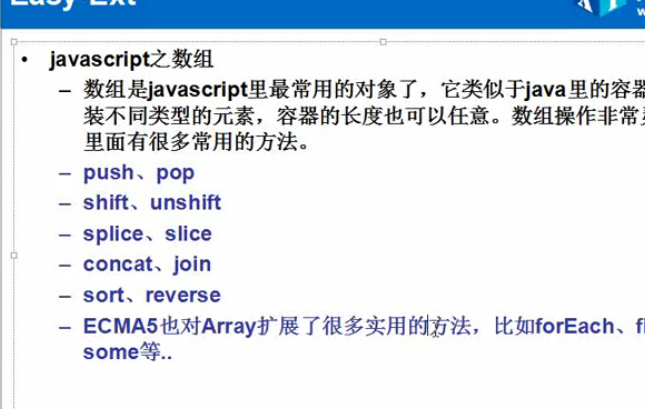 Easy-Ext
javascript之数组
数组是javascript里最常用的对象了，它类似于java里的容器
装不同类型的元素，容器的长度也可以任意。数组操作非常
里面有很多常用的方法。
push、pop
shift、unshift
splice、slice
concat、join
sort、reverse
ECMA5也对Array扩展了很多实用的方法，比如forEach、fi
some等..